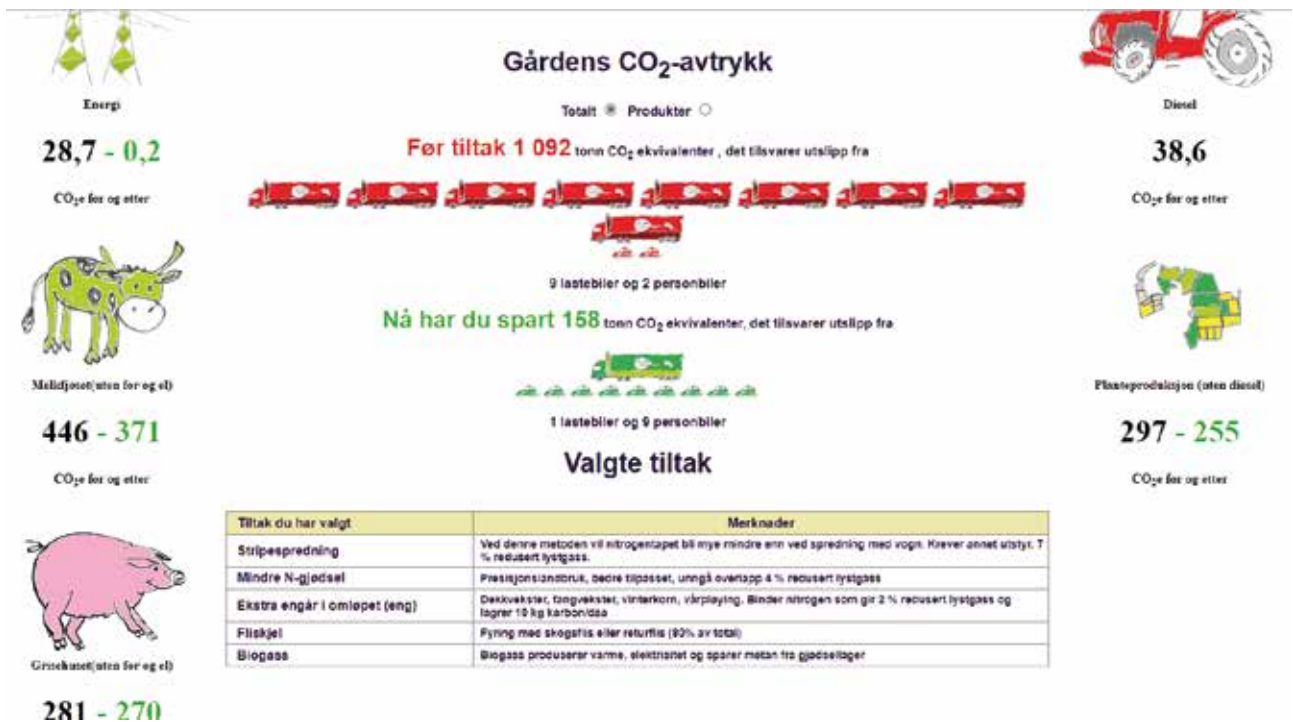 Gårdens CO2-avtrykk
Totalt Produkter
Før tiltak 1 092 tonn CO2 ekvivalenter , det tilsvarer utslipp fra
9 lastebiler og 2 personbiler
Nå har du spart 158 tonn CO2 ekvivalenter, det tilsvarer utslipp fra
1 lastebiler og 9 personbiler
Valgte tiltak
Tiltak du har valgt Merknader
Stripespredning Ved denne metoden vil nitrogentapet bli mye mindre enn ved spredning med vogn. Krever annet utstyr. 7
% redusert lystgass.
Mindre N-gjødsel Presisjonslandbruk, bedre tilpasset, unngå overlapp 4 % redusert lystgass
Ekstra engår i omløpet (eng) Dekkvekster, fangvekster, vinterkorn, vårpløying. Binder nitrogen som gir 2 % redusert lystgass og
lagrer 10 kg karbon/daa
Fliskjel Fyring med skogsflis eller returflis (80% av total)
Biogass Biogass produserer varme, elektrisitet og sparer metan fra gjødsellager
Energi
28,7 - 0,2
CO2e før og etter
Melkfjøset(uten for og el)
446 - 371
CO2e før og etter
Grisehuset(uten for og el)
281 - 270
Diesel
38,6
CO2e før og etter
Planteproduksjon (uten diesel)
297 - 255
CO2e før og etter